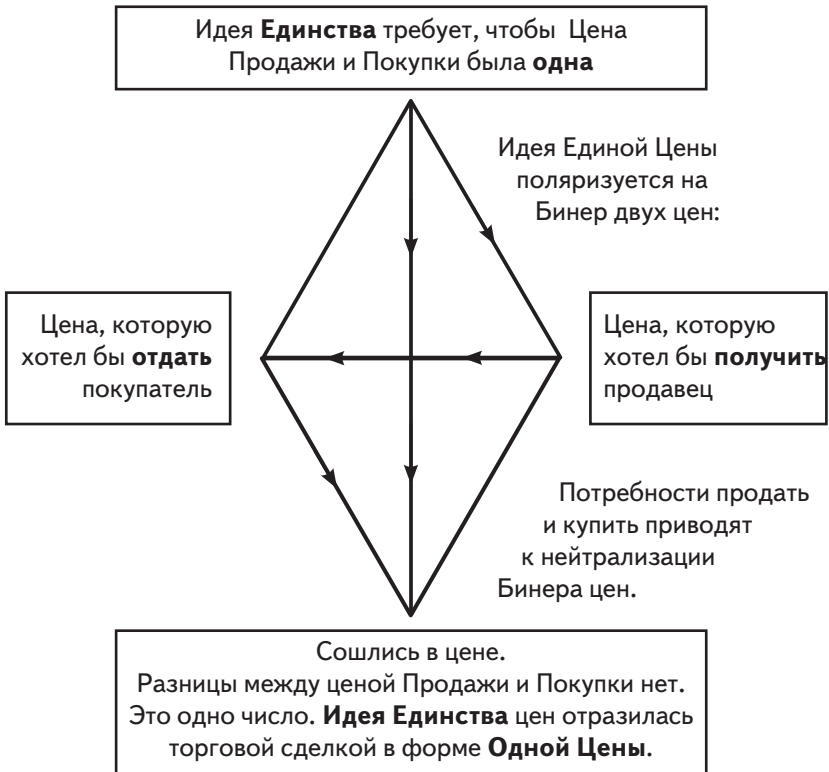 Идея Единства требует, чтобы Цена
Продажи и Покупки была одна
Идея Единой Цены
поляризуется на
Бинер двух цен:
Цена, которую
хотел бы отдать
покупатель
Цена, которую
хотел бы получить
продавец
Потребности продать
и купить приводят
к нейтрализации
Бинера цен.
Сошлись в цене.
Разницы между ценой Продажи и Покупки нет.
Это одно число. Идея Единства цен отразилась
торговой сделкой в форме Одной Цены.